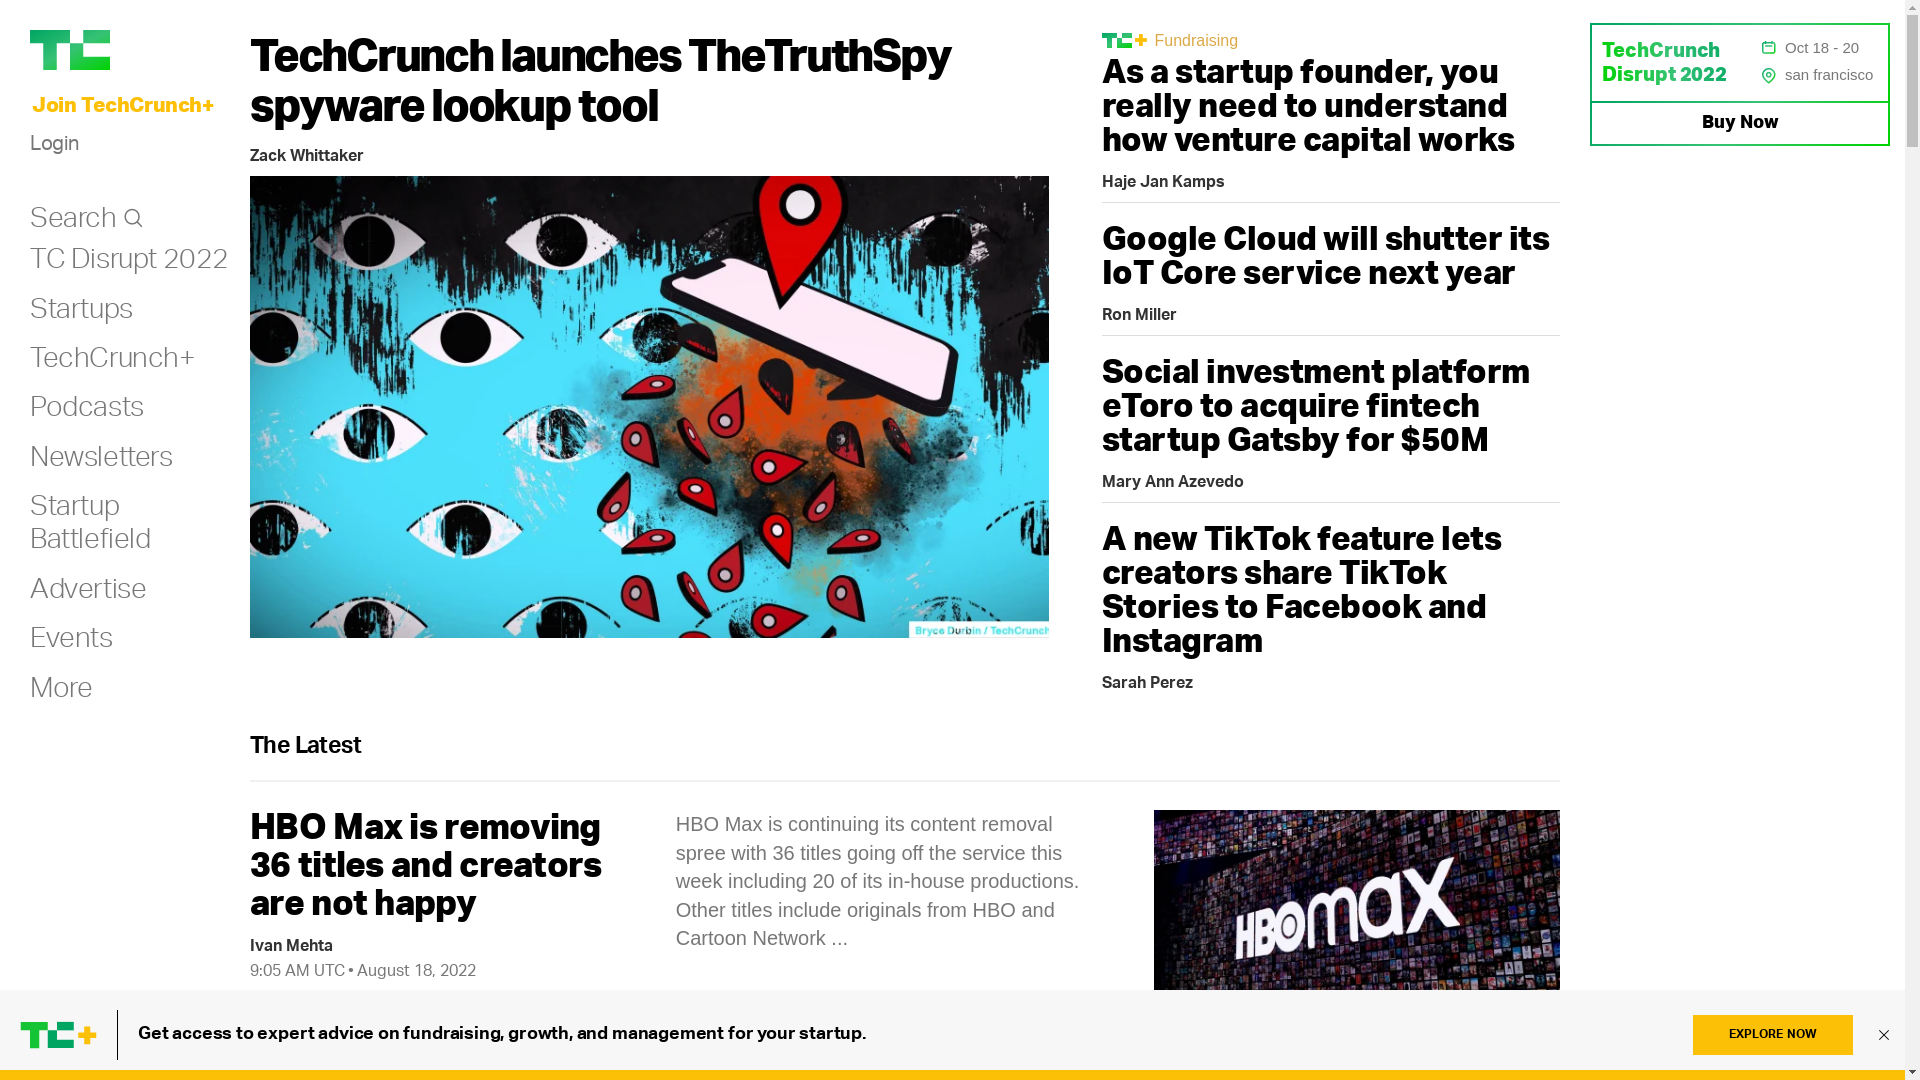 Join TechCrunch+
Login
Search
TC Disrupt 2022
Startups
TechCrunch+
Podcasts
Newsletters
Startup
Battlefield
Advertise
Events
More
TechCrunch launches TheTruthSpy
spyware lookup tool
Zack Whittaker
Bryce Durbin / TechCrunch
TC+ Fundraising
As a startup founder, you
really need to understand
how venture capital works
Haje Jan Kamps
Google Cloud will shutter its
IoT Core service next year
Ron Miller
Social investment platform
eToro to acquire fintech
startup Gatsby for $50M
Mary Ann Azevedo
A new TikTok feature lets
creators share TikTok
Stories to Facebook and
Instagram
Sarah Perez
TechCrunch
Disrupt 2022
Oct 18 - 20
san francisco
Buy Now
The Latest
HBO Max is removing
36 titles and creators
are not happy
Ivan Mehta
9:05 AM UTC • August 18, 2022
HBO Max is continuing its content removal
spree with 36 titles going off the service this
week including 20 of its in-house productions.
Other titles include originals from HBO and
Cartoon Network ...
HBOmax
TC+
Get access to expert advice on fundraising, growth, and management for your startup.
EXPLORE NOW